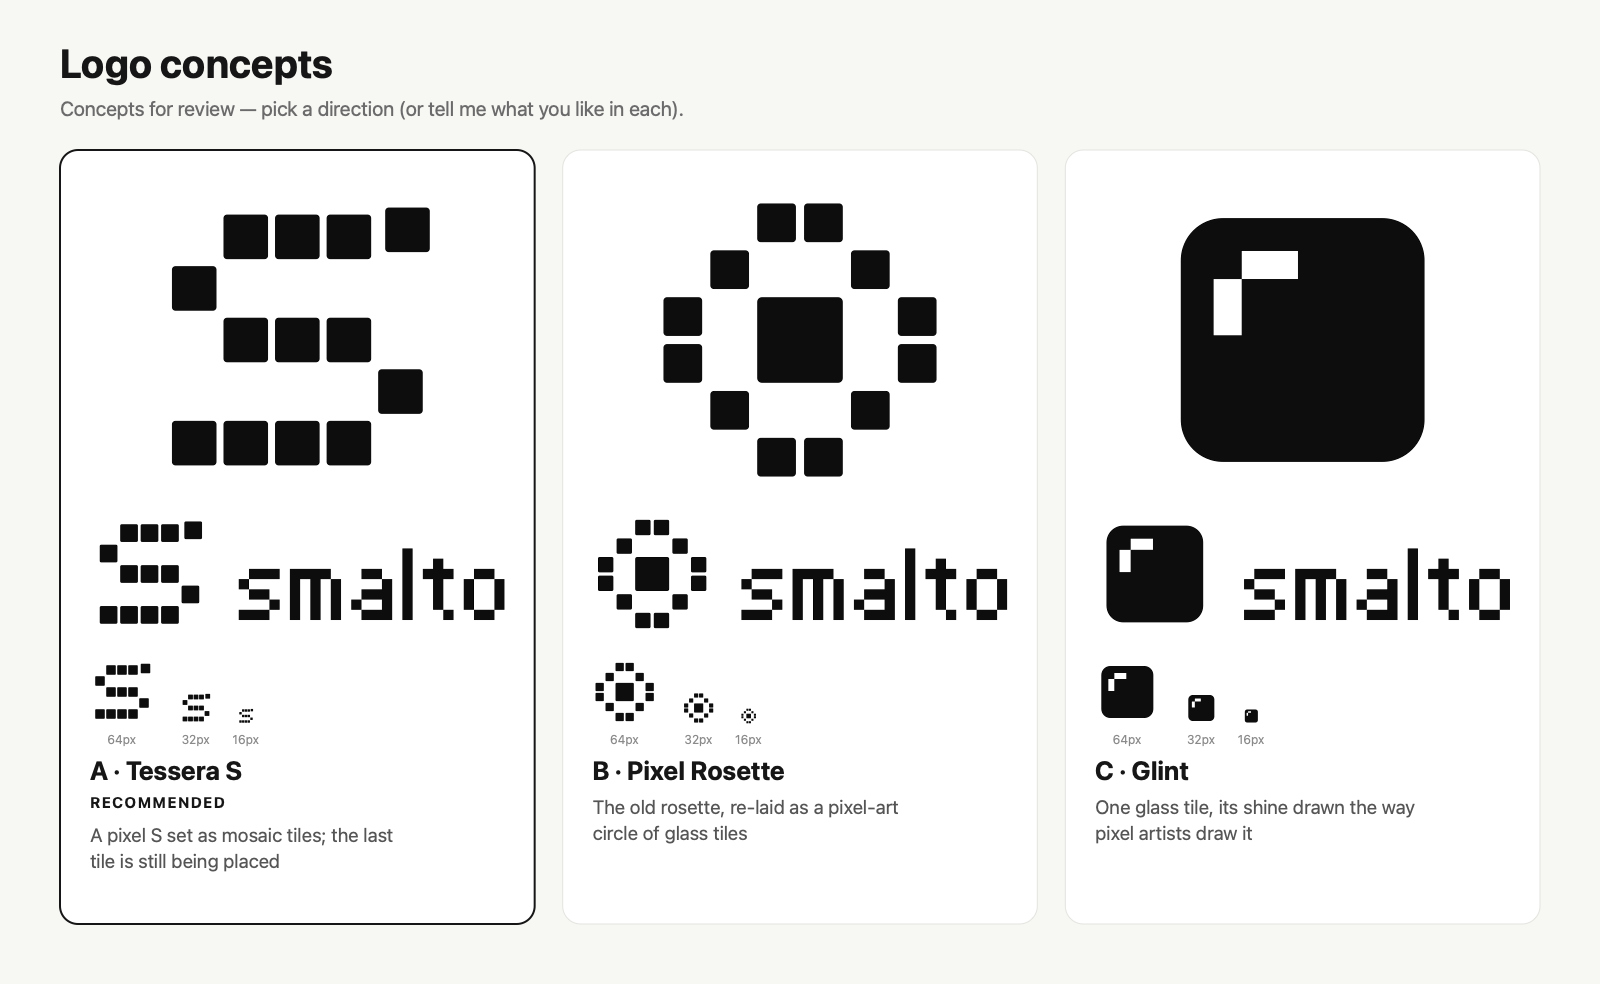 Logo concepts
Concepts for review — pick a direction (or tell me what you like in each).
smalto
64px 32px 16px
A · Tessera S
RECOMMENDED
A pixel S set as mosaic tiles; the last
tile is still being placed
smalto
64px 32px 16px
B · Pixel Rosette
The old rosette, re-laid as a pixel-art
circle of glass tiles
smalto
64px 32px 16px
C · Glint
One glass tile, its shine drawn the way
pixel artists draw it